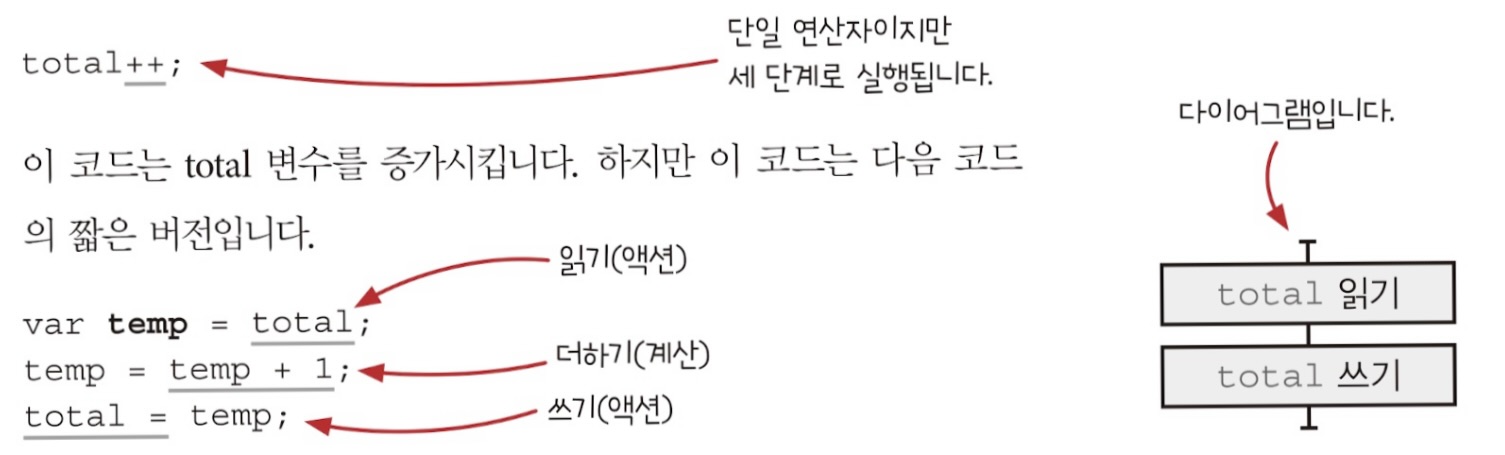 total++;
단일 연산자이지만
세 단계로 실행됩니다.
이 코드는 total 변수를 증가시킵니다. 하지만 이 코드는 다음 코드
의 짧은 버전입니다.
var temp = total;
temp = temp + 1;
total = temp;
읽기(액션)
더하기(계산)
쓰기(액션)
다이어그램입니다.
total 읽기
total 쓰기